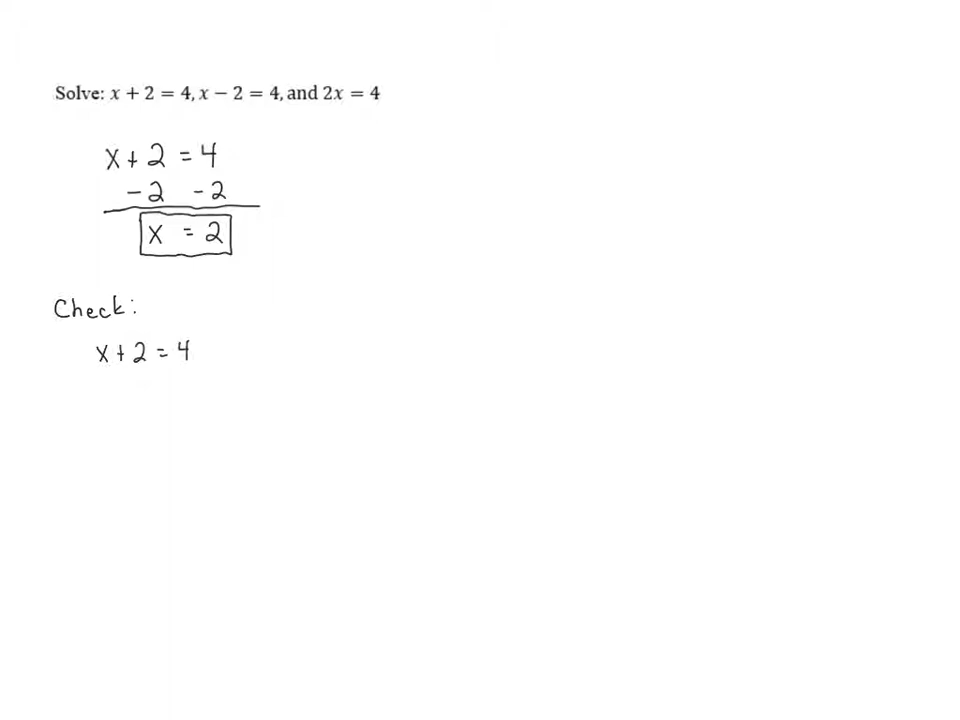 Solve: x + 2 = 4, x − 2 = 4, and 2x = 4
x + 2 = 4
− 2 - 2
x = 2
Check:
x + 2 = 4